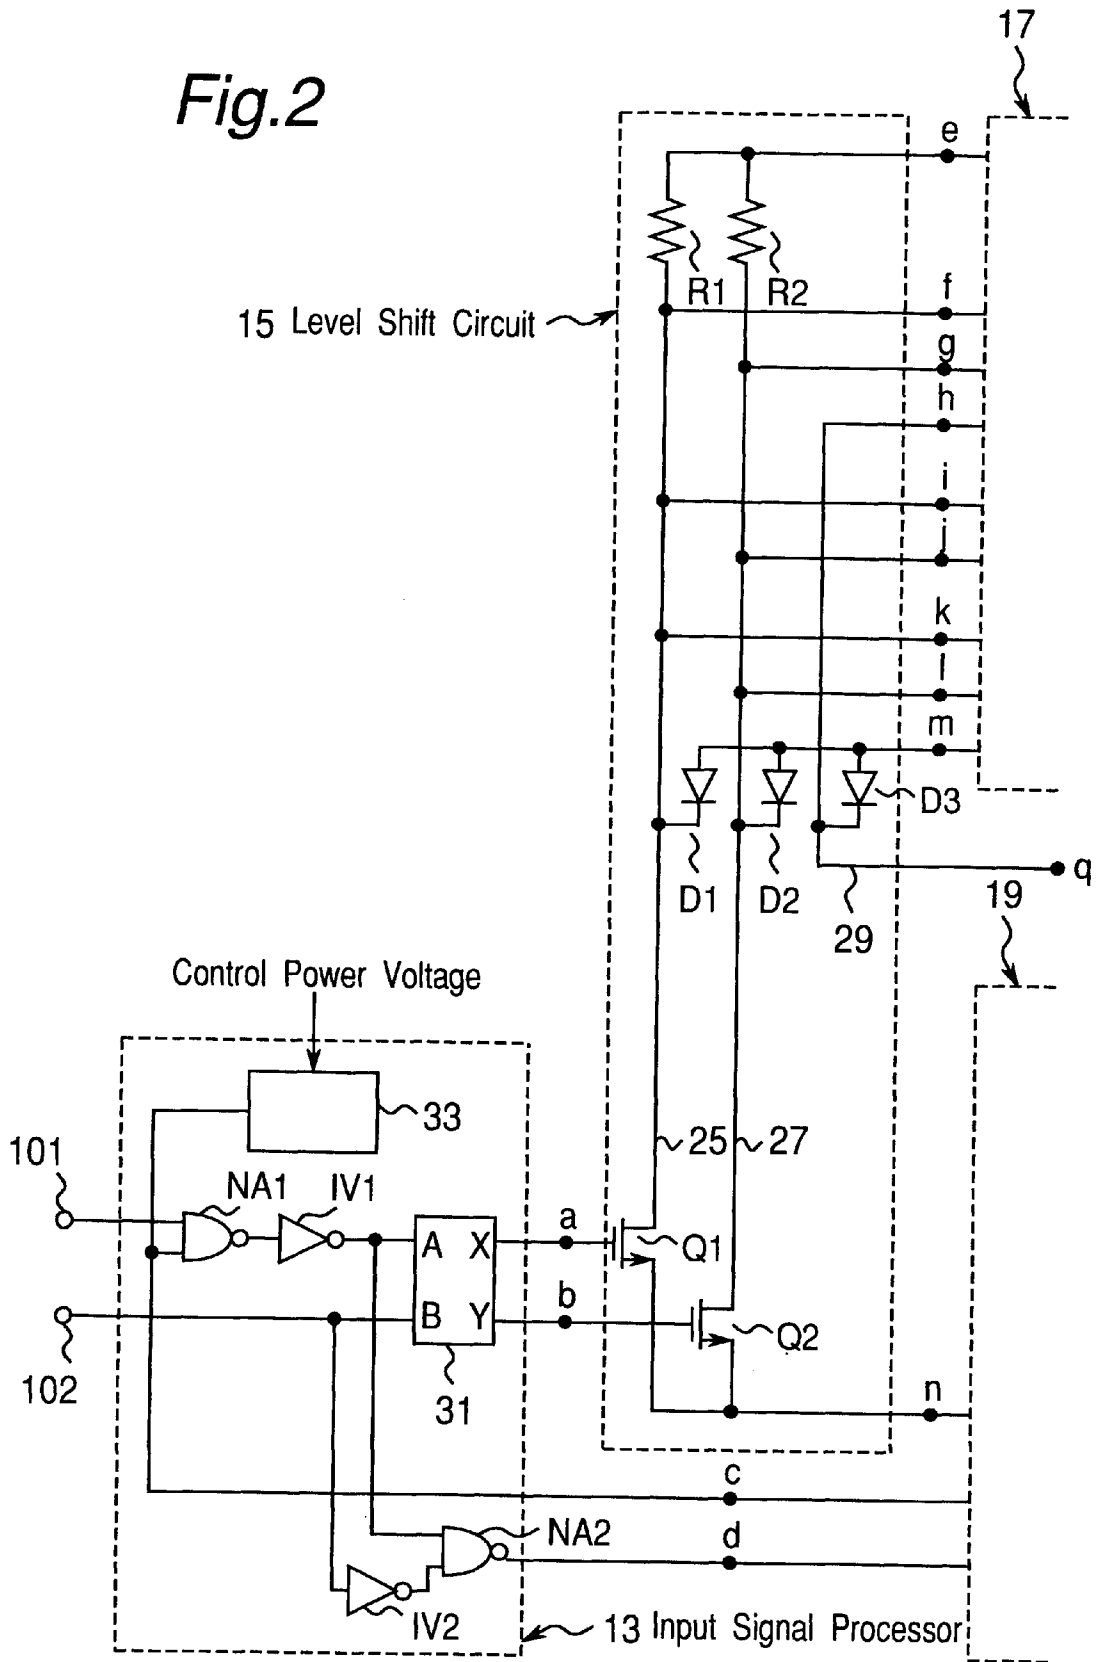 17
Fig.2
e
R1
R2
f
15 Level Shift Circuit
g
h
i
j
k
l
m
D3
D1
D2
q
19
29
Control Power Voltage
33
25
27
101
NA1
IV1
a
A
X
Q1
b
B
Y
Q2
102
31
n
c
NA2
d
IV2
13 Input Signal Processor